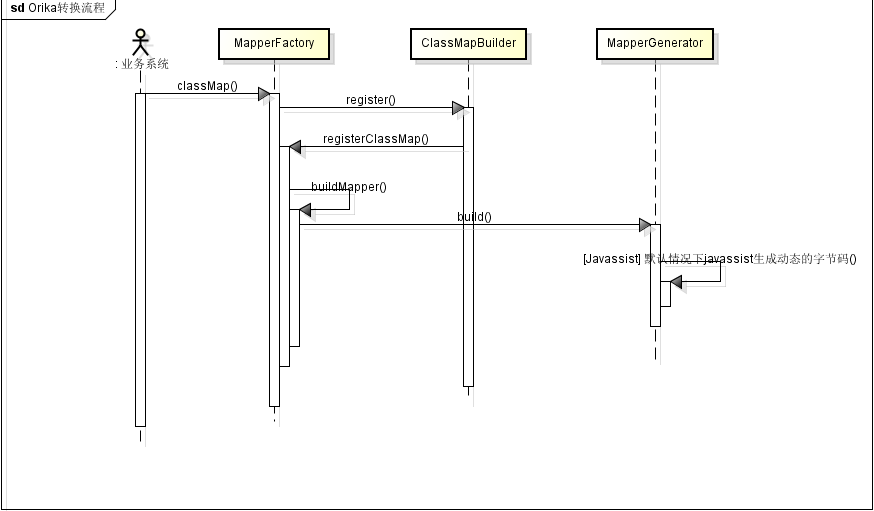 sd Orika转换流程
MapperFactory
ClassMapBuilder
MapperGenerator
: 业务系统
classMap()
register()
registerClassMap()
buildMapper()
build()
[Javassist] 默认情况下javassist生成动态的字节码()